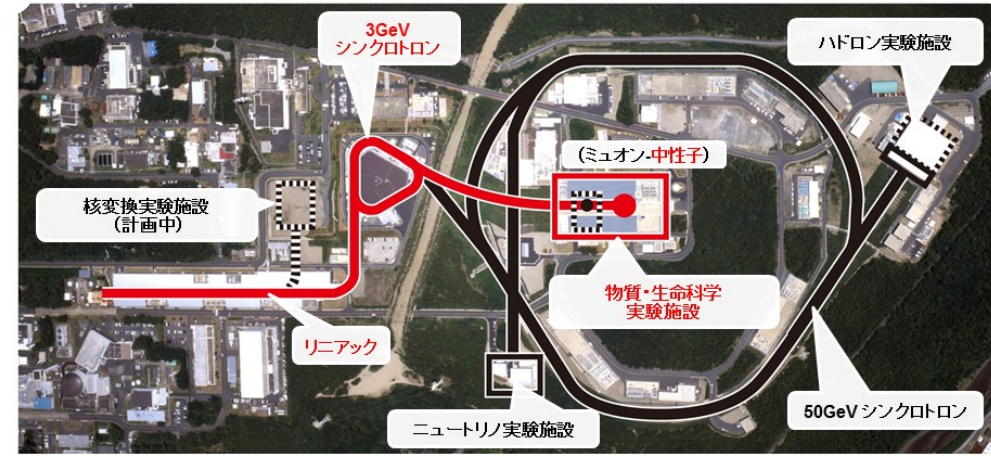 3GeV
シンクロトロン
ハドロン実験施設
(ミュオン・中性子)
核変換実験施設
(計画中)
物質・生命科学
実験施設
リニアック
50GeV シンクロトロン
ニュートリノ実験施設